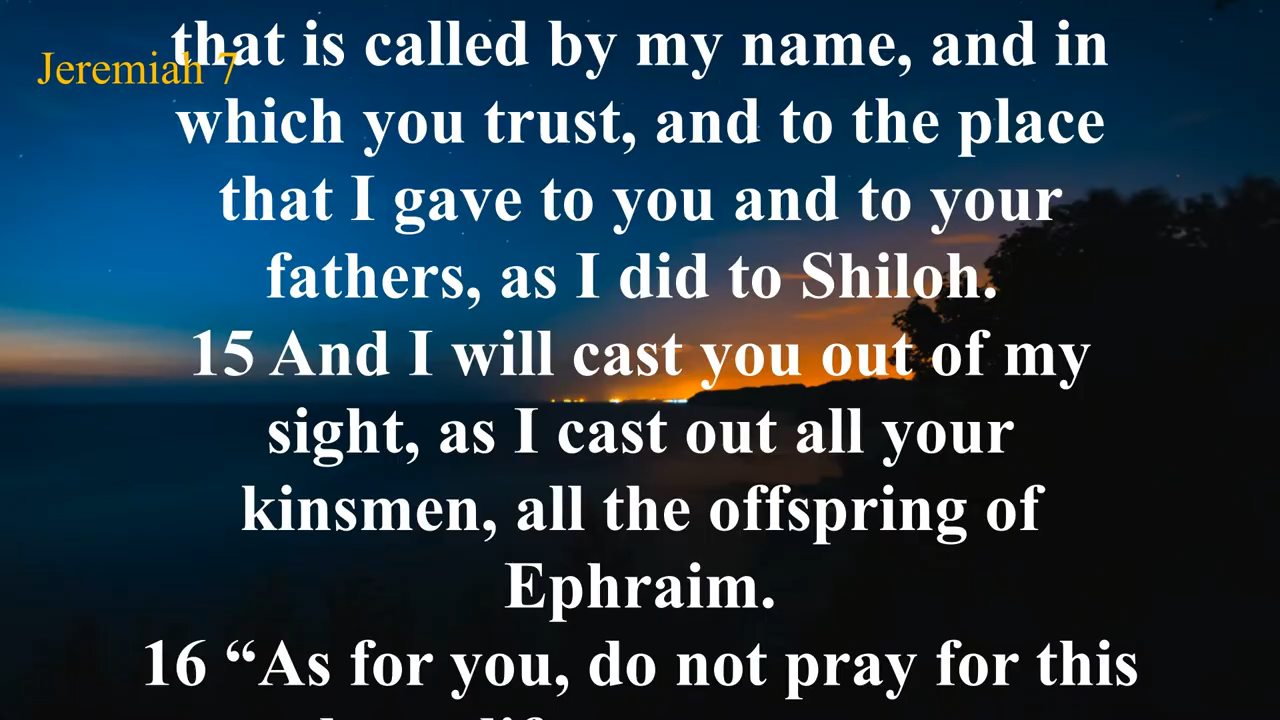 that is called by my name, and in
Jeremiah 7
which you trust, and to the place
that I gave to you and to your
fathers, as I did to Shiloh.
15 And I will cast you out of my
sight, as I cast out all your
kinsmen, all the offspring of
Ephraim.
16 “As for you, do not pray for this